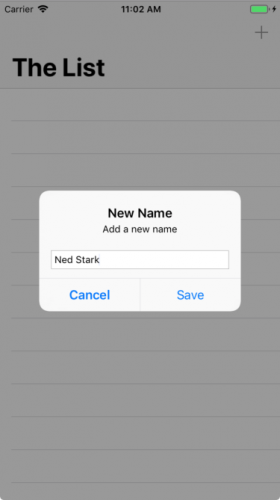 Carrier 11:02 AM
+
The List
New Name
Add a new name
Ned Stark
Cancel Save